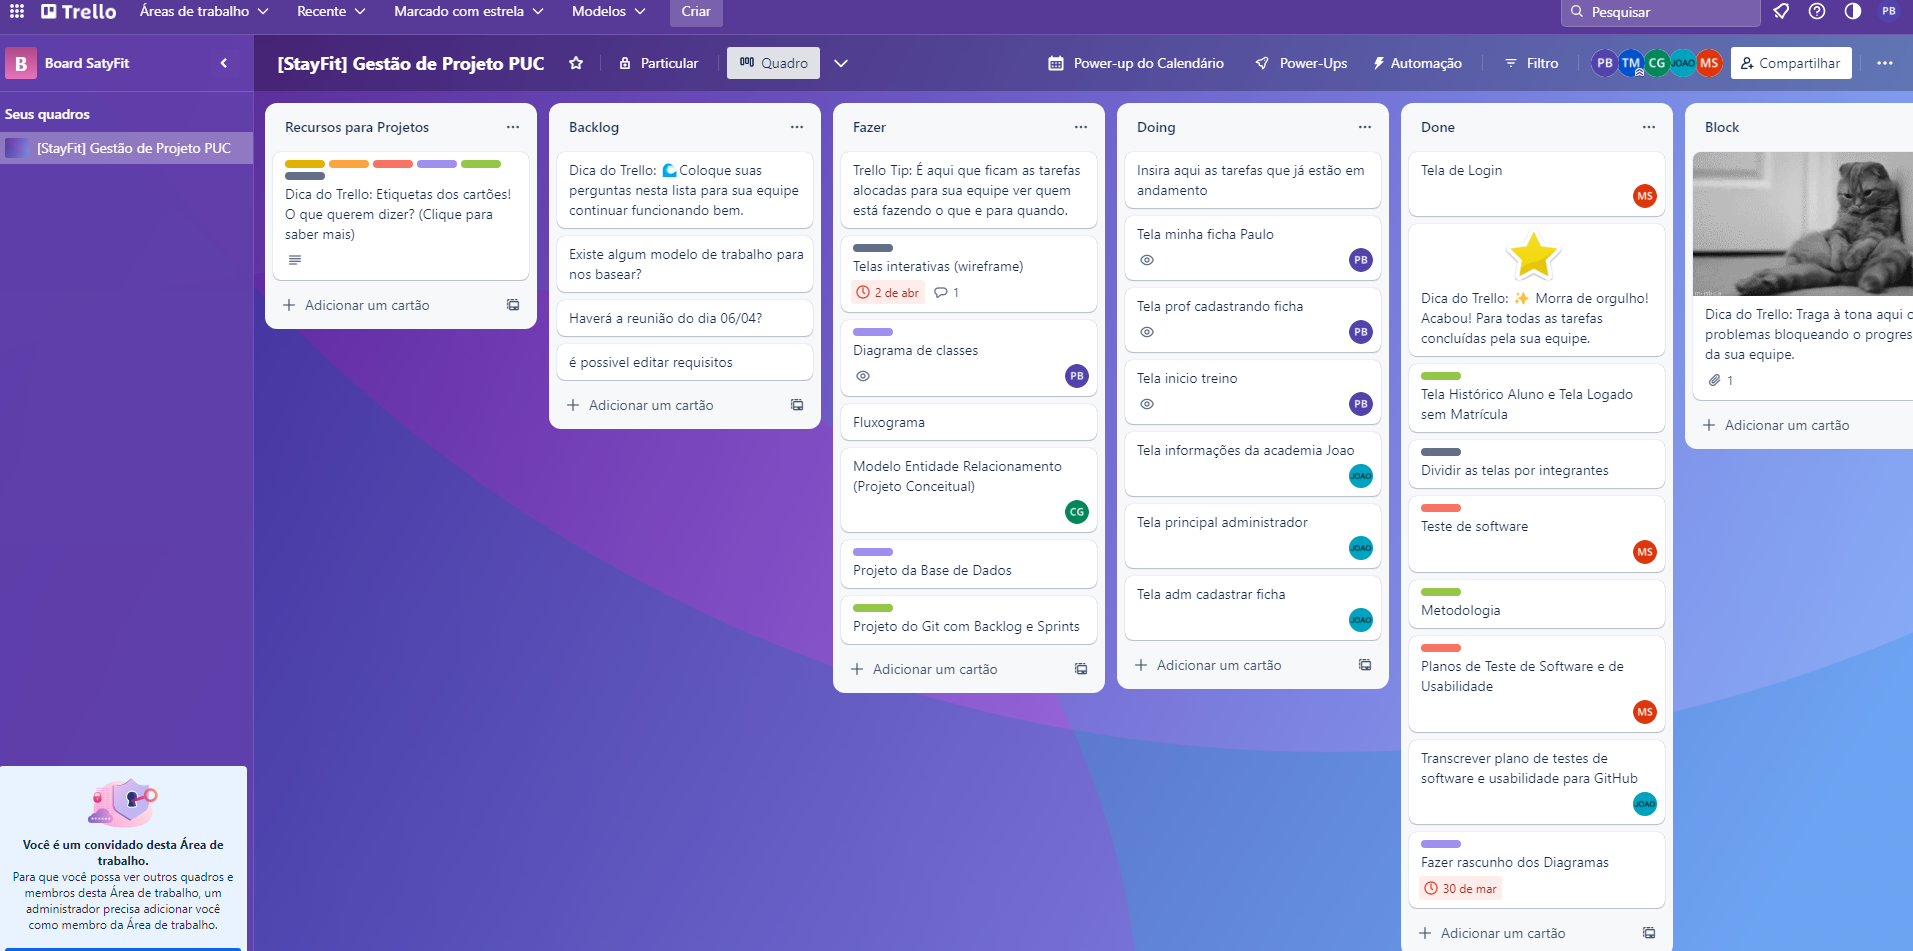 Trello
Áreas de trabalho
Recente
Marcado com estrela
Modelos
Criar
Pesquisar
PB
B
Board SatyFit
[StayFit] Gestão de Projeto PUC
Particular
Quadro
Power-up do Calendário
Power-Ups
Automação
Filtro
PB
TM
CG
JOAO
MS
Compartilhar
Seus quadros
[StayFit] Gestão de Projeto PUC
Você é um convidado desta Área de
trabalho.
Para que você possa ver outros quadros e
membros desta Área de trabalho, um
administrador precisa adicionar você
como membro da Área de trabalho.
Recursos para Projetos
Dica do Trello: Etiquetas dos cartões!
O que querem dizer? (Clique para
saber mais)
Adicionar um cartão
Backlog
Dica do Trello: 🌊Coloque suas
perguntas nesta lista para sua equipe
continuar funcionando bem.
Existe algum modelo de trabalho para
nos basear?
Haverá a reunião do dia 06/04?
é possivel editar requisitos
Adicionar um cartão
Fazer
Trello Tip: É aqui que ficam as tarefas
alocadas para sua equipe ver quem
está fazendo o que e para quando.
Telas interativas (wireframe)
2 de abr
1
Diagrama de classes
PB
Fluxograma
Modelo Entidade Relacionamento
(Projeto Conceitual)
CG
Projeto da Base de Dados
Projeto do Git com Backlog e Sprints
Adicionar um cartão
Doing
Insira aqui as tarefas que já estão em
andamento
Tela minha ficha Paulo
PB
Tela prof cadastrando ficha
PB
Tela inicio treino
PB
Tela informações da academia Joao
JOAO
Tela principal administrador
JOAO
Tela adm cadastrar ficha
JOAO
Adicionar um cartão
Done
Tela de Login
MS
Dica do Trello: ✨ Morra de orgulho!
Acabou! Para todas as tarefas
concluídas pela sua equipe.
Tela Histórico Aluno e Tela Logado
sem Matrícula
Dividir as telas por integrantes
Teste de software
MS
Metodologia
Planos de Teste de Software e de
Usabilidade
MS
Transcrever plano de testes de
software e usabilidade para GitHub
JOAO
Fazer rascunho dos Diagramas
30 de mar
Adicionar um cartão
Block
Dica do Trello: Traga à tona aqui o
problemas bloqueando o progres
da sua equipe.
1
Adicionar um cartão